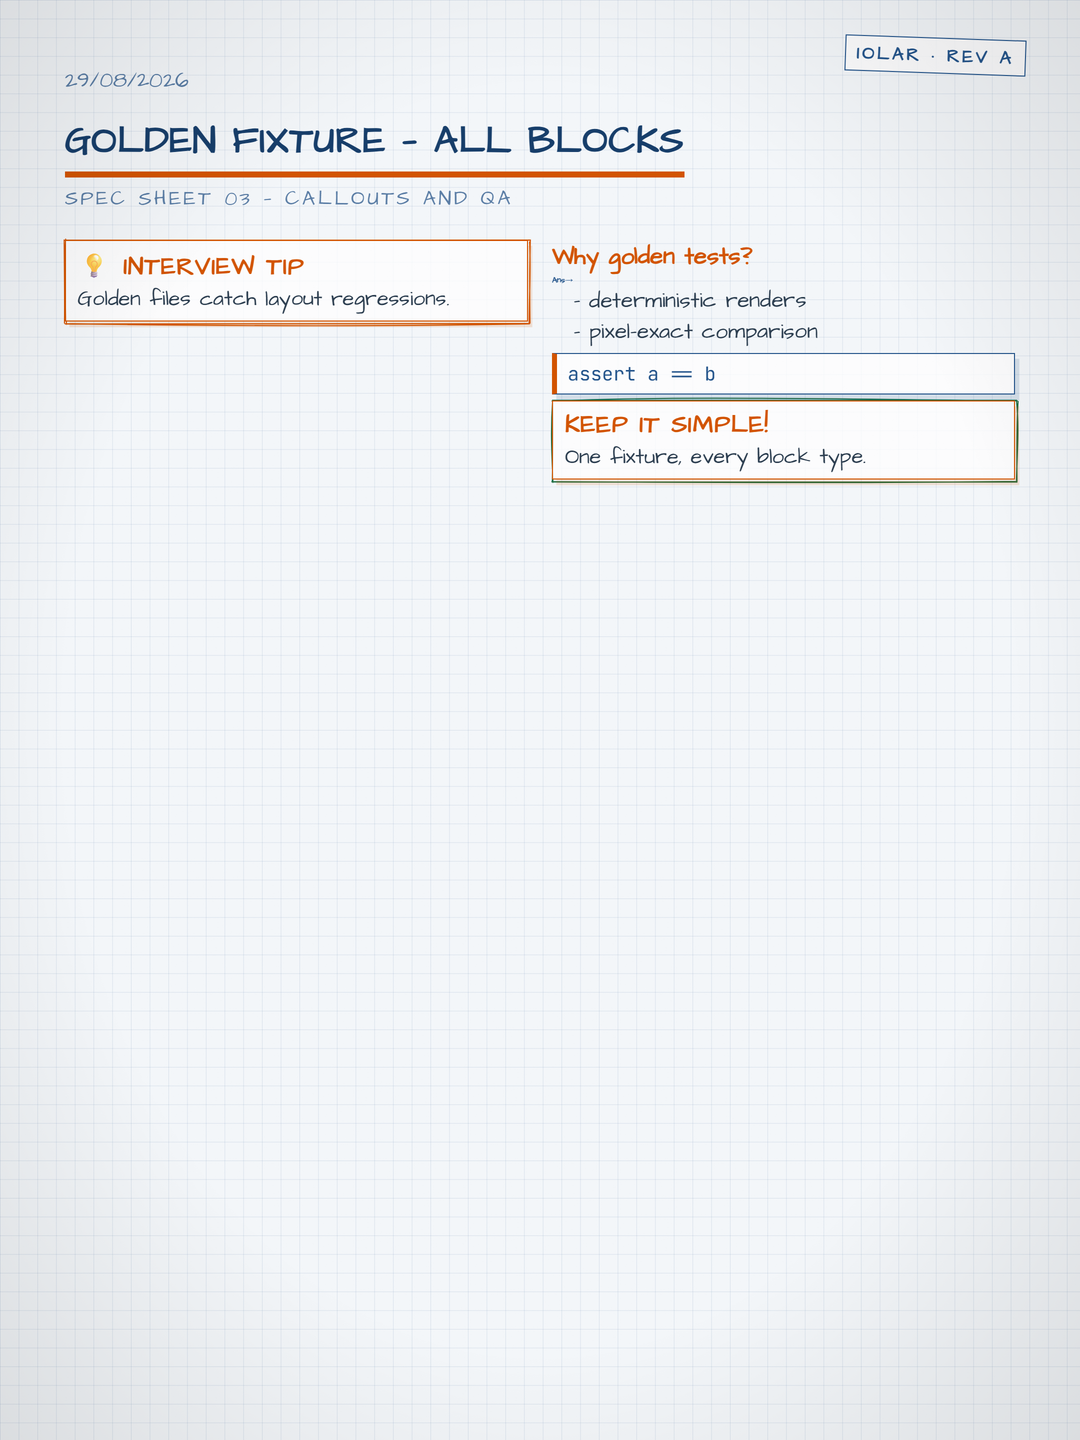 IOLAR · REV A
29/08/2026
GOLDEN FIXTURE - ALL BLOCKS
SPEC SHEET 03 - CALLOUTS AND QA
INTERVIEW TIP
Golden files catch layout regressions.
Why golden tests?
Ans→
- deterministic renders
- pixel-exact comparison
assert a == b
KEEP IT SIMPLE!
One fixture, every block type.